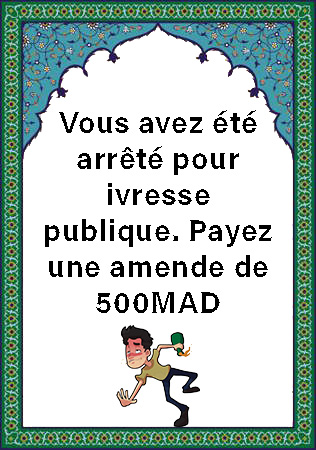 Vous avez été
arrêté pour
ivresse
publique. Payez
une amende de
500MAD